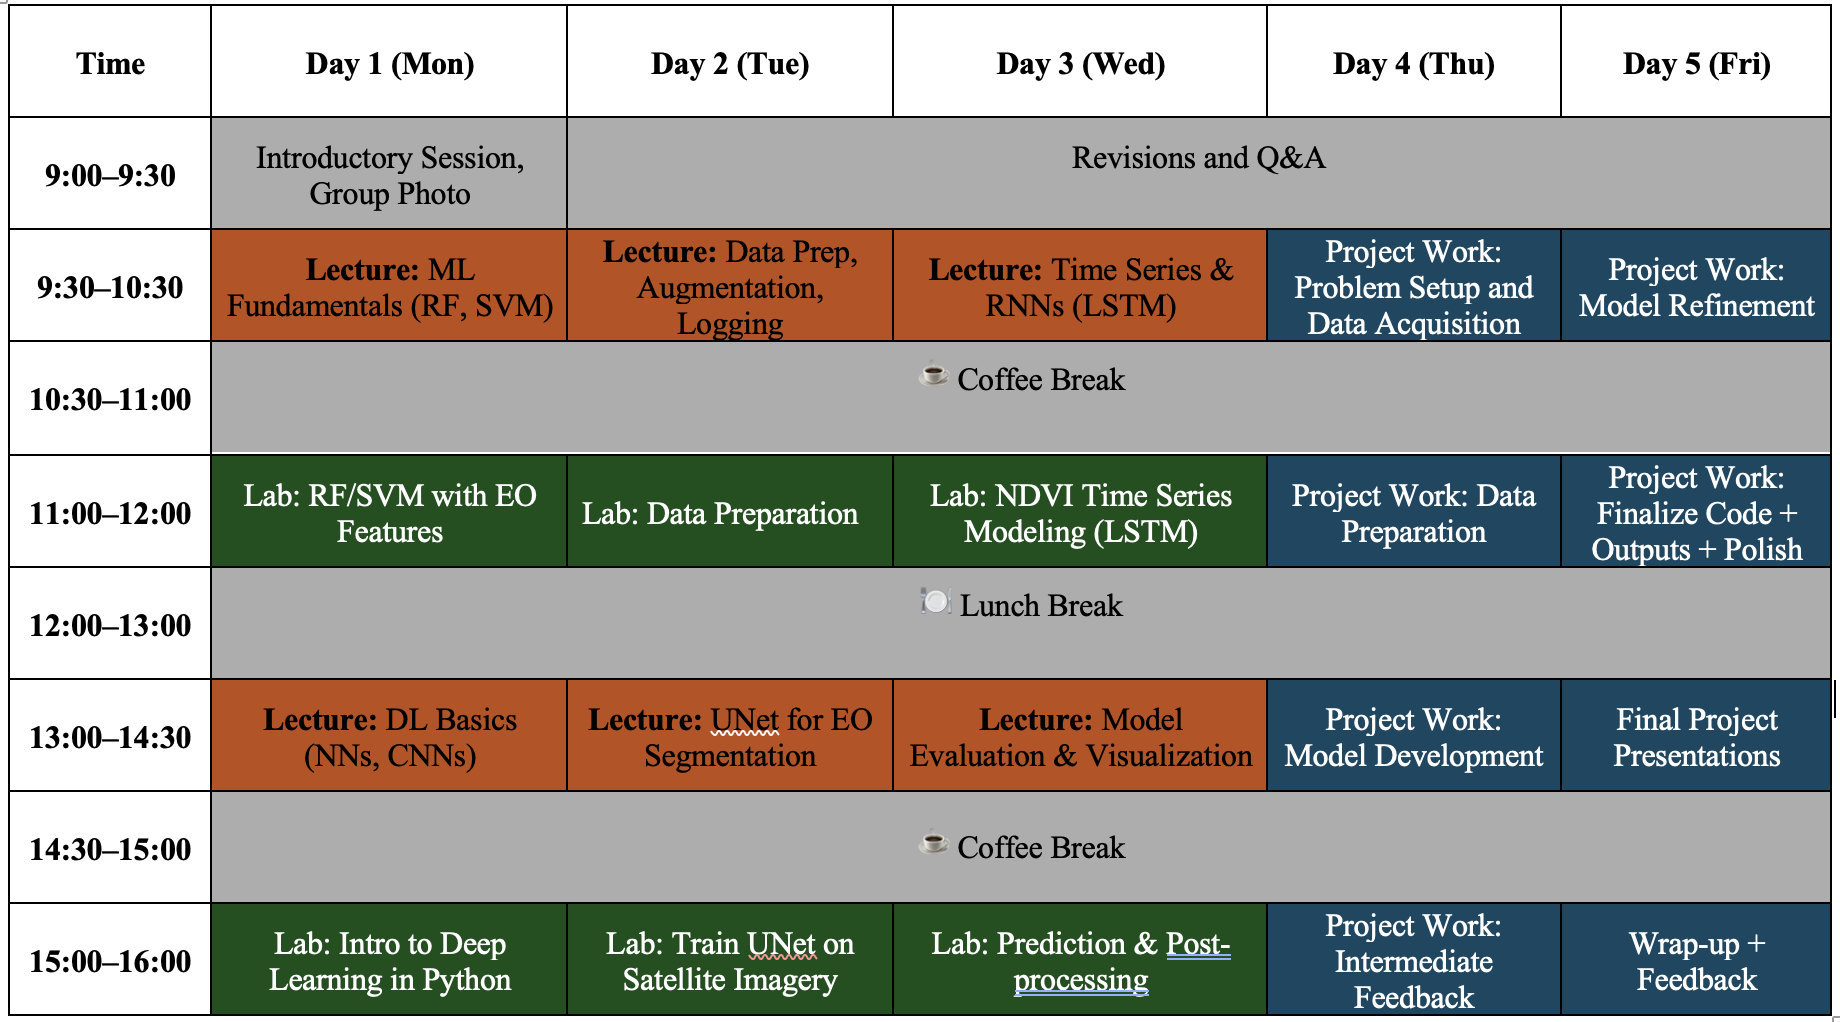 Time
Day 1 (Mon)
Day 2 (Tue)
Day 3 (Wed)
Day 4 (Thu)
Day 5 (Fri)
9:00–9:30
Introductory Session,
Group Photo
Revisions and Q&A
9:30–10:30
Lecture: ML
Fundamentals (RF, SVM)
Lecture: Data Prep,
Augmentation,
Logging
Lecture: Time Series &
RNNs (LSTM)
Project Work:
Problem Setup and
Data Acquisition
Project Work:
Model Refinement
10:30–11:00
Coffee Break
11:00–12:00
Lab: RF/SVM with EO
Features
Lab: Data Preparation
Lab: NDVI Time Series
Modeling (LSTM)
Project Work: Data
Preparation
Project Work:
Finalize Code +
Outputs + Polish
12:00–13:00
Lunch Break
13:00–14:30
Lecture: DL Basics
(NNs, CNNs)
Lecture: UNet for EO
Segmentation
Lecture: Model
Evaluation & Visualization
Project Work:
Model Development
Final Project
Presentations
14:30–15:00
Coffee Break
15:00–16:00
Lab: Intro to Deep
Learning in Python
Lab: Train UNet on
Satellite Imagery
Lab: Prediction & Post-
processing
Project Work:
Intermediate
Feedback
Wrap-up +
Feedback